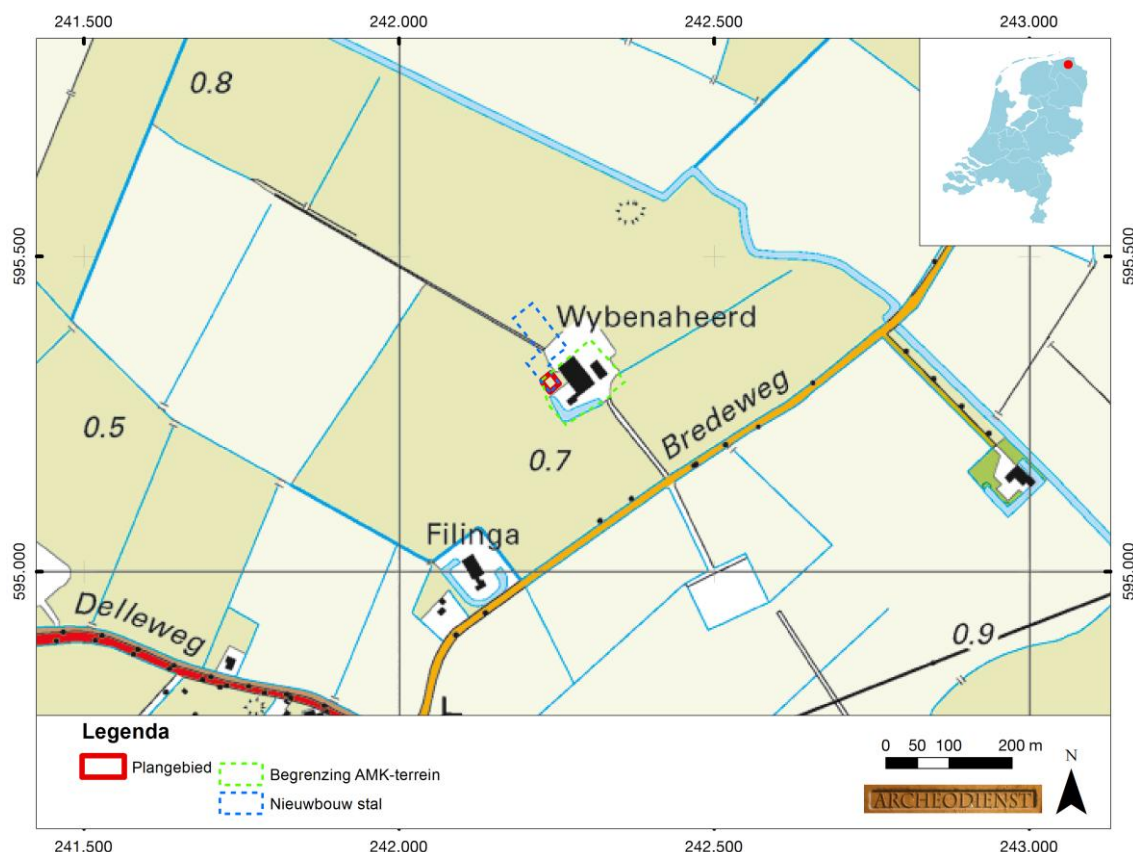 241.500 242.000 242.500 243.000
0.8
595.500 595.500
Wybenaheerd
Bredeweg
0.5
0.7
Filinga
595.000 595.000
Delleweg
0.9
Legenda
Plangebied
Begrenzing AMK-terrein
Nieuwbouw stal
0 50 100 200 m
N
ARCHEODIENST
241.500 242.000 242.500 243.000